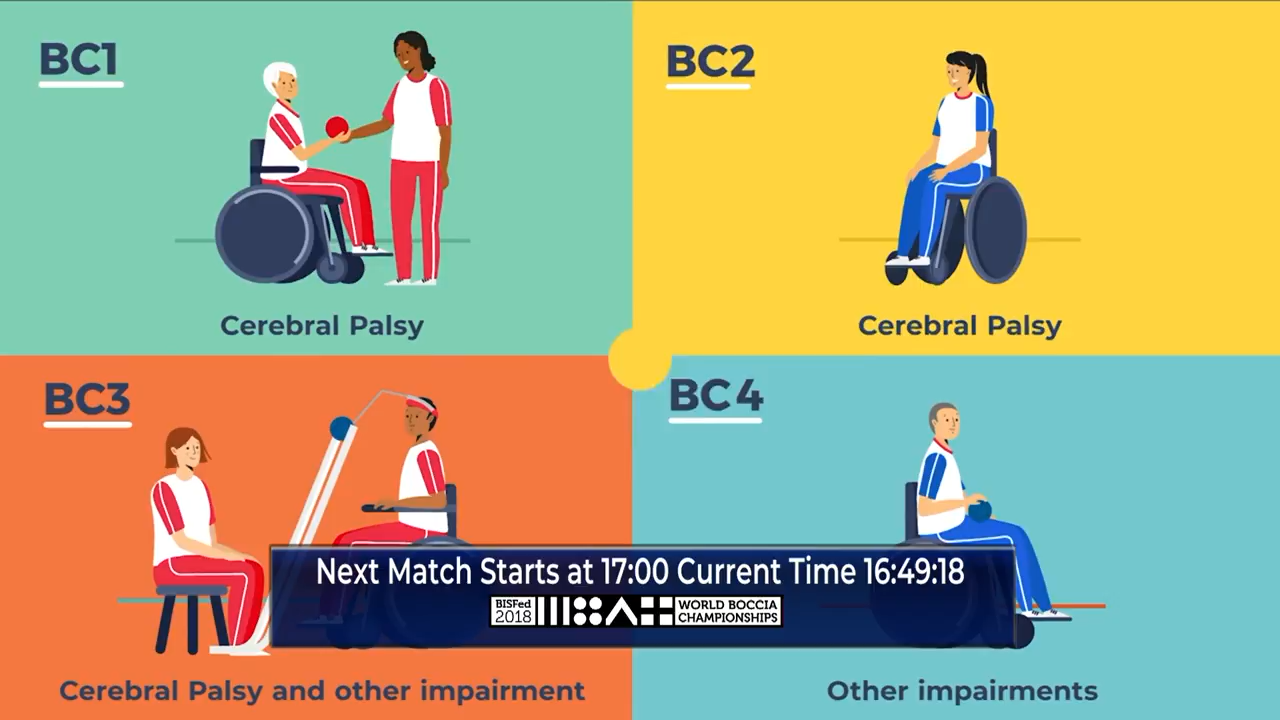 BC1
Cerebral Palsy
BC2
Cerebral Palsy
BC3
BC4
Next Match Starts at 17:00 Current Time 16:49:18
BISFed
2018
WORLD BOCCIA
CHAMPIONSHIPS
Cerebral Palsy and other impairment
Other impairments